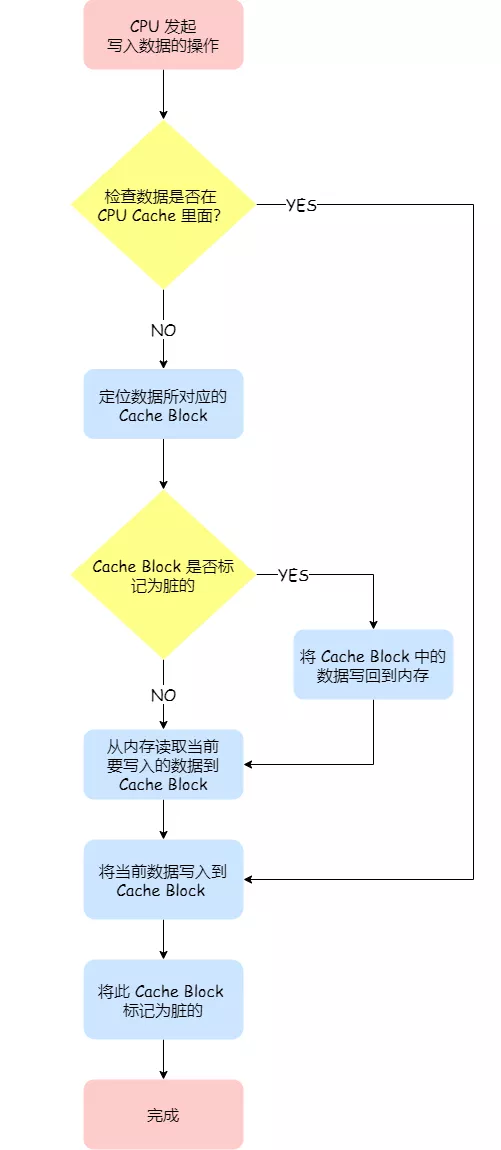 CPU 发起
写入数据的操作
检查数据是否在
CPU Cache 里面?
YES
NO
定位数据所对应的
Cache Block
Cache Block 是否标
记为脏的
YES
将 Cache Block 中的
数据写回到内存
NO
从内存读取当前
要写入的数据到
Cache Block
将当前数据写入到
Cache Block
将此 Cache Block
标记为脏的
完成